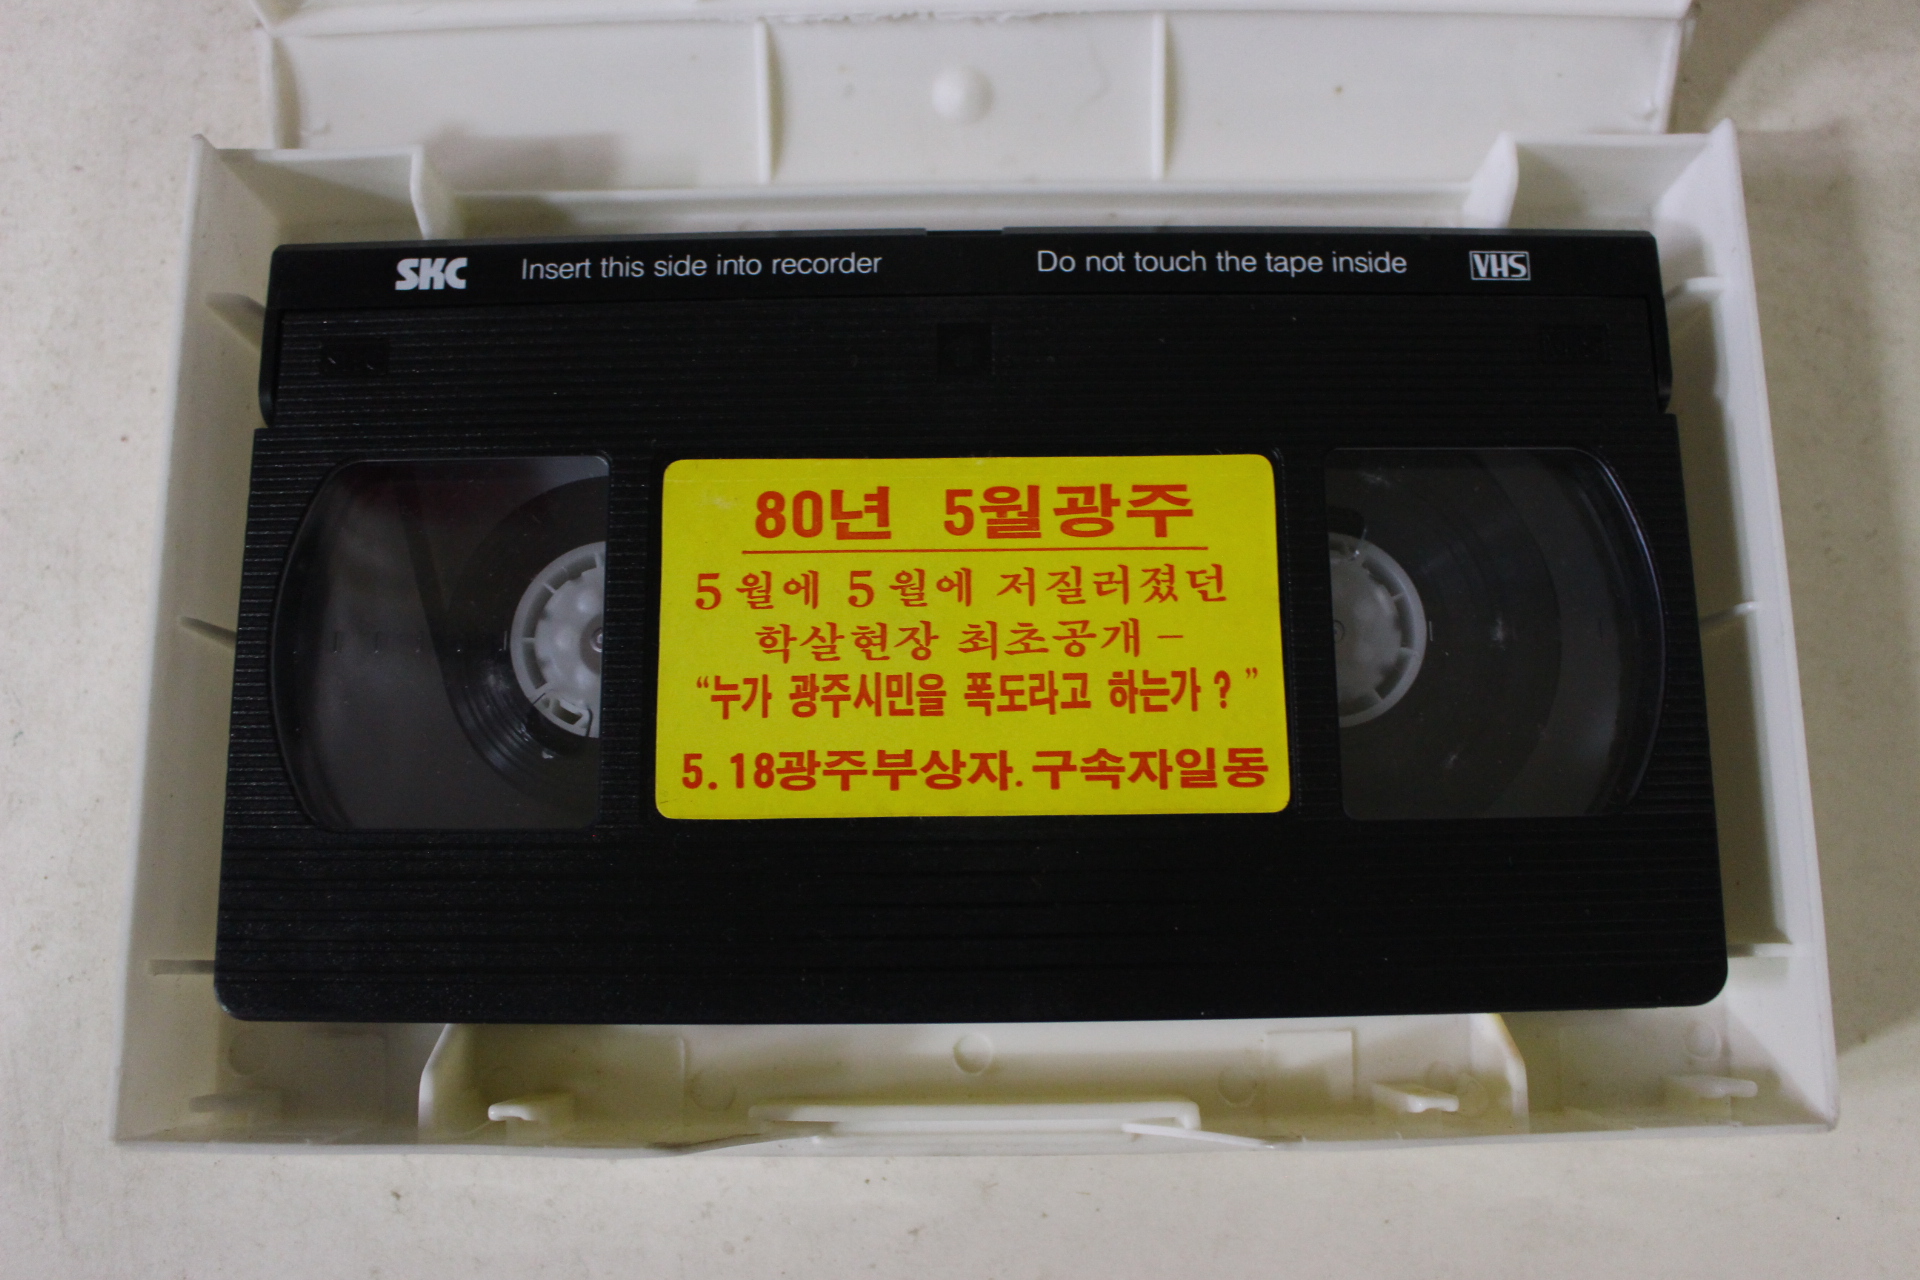 SKC Insert this side into recorder Do not touch the tape inside VHS
80년 5월광주
5월에 5월에 저질러졌던
학살현장 최초공개 –
“누가 광주시민을 폭도라고 하는가?”
5.18광주부상자.구속자일동